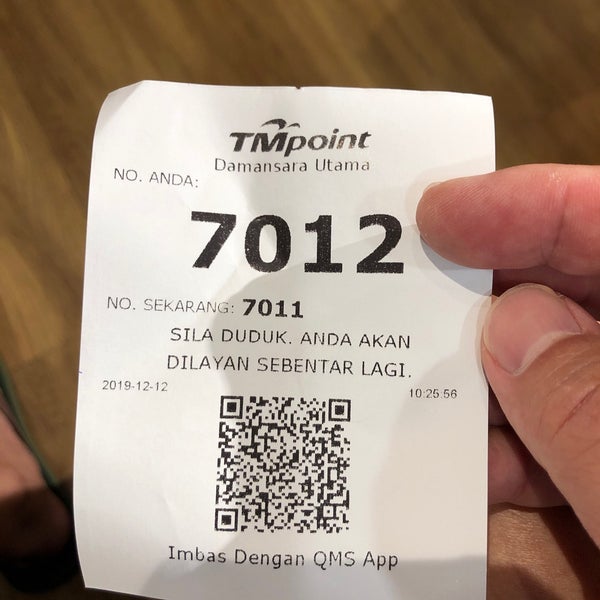 TMpoint
Damansara Utama
NO. ANDA:
7012
NO. SEKARANG: 7011
SILA DUDUK. ANDA AKAN
DILAYAN SEBENTAR LAGI.
2019-12-12 10:25:56
Imbas Dengan QMS App